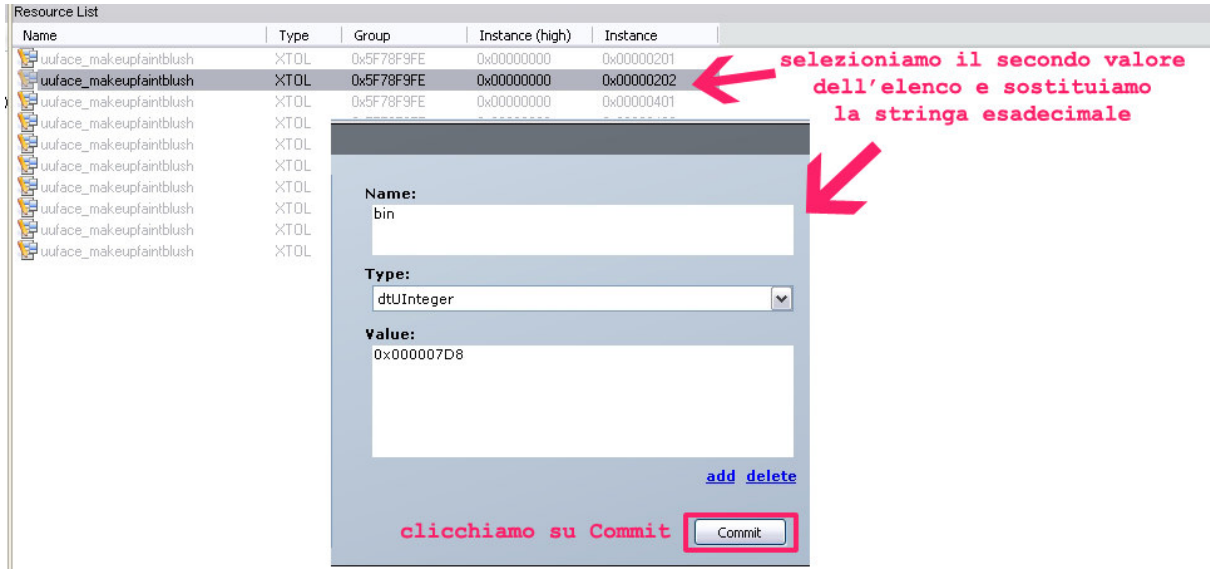 Resource List
Name Type Group Instance (high) Instance
uuface_makeupfaintblush XTOL 0x5F78F9FE 0x00000000 0x00000201
uuface_makeupfaintblush XTOL 0x5F78F9FE 0x00000000 0x00000202
uuface_makeupfaintblush XTOL 0x5F78F9FE 0x00000000 0x00000401
uuface_makeupfaintblush XTOL
uuface_makeupfaintblush XTOL
uuface_makeupfaintblush XTOL
uuface_makeupfaintblush XTOL
uuface_makeupfaintblush XTOL
uuface_makeupfaintblush XTOL
uuface_makeupfaintblush XTOL
selezioniamo il secondo valore
dell'elenco e sostituiamo
la stringa esadecimale
Name:
bin
Type:
dtUInteger
Value:
0x000007D8
add delete
clicchiamo su Commit
Commit